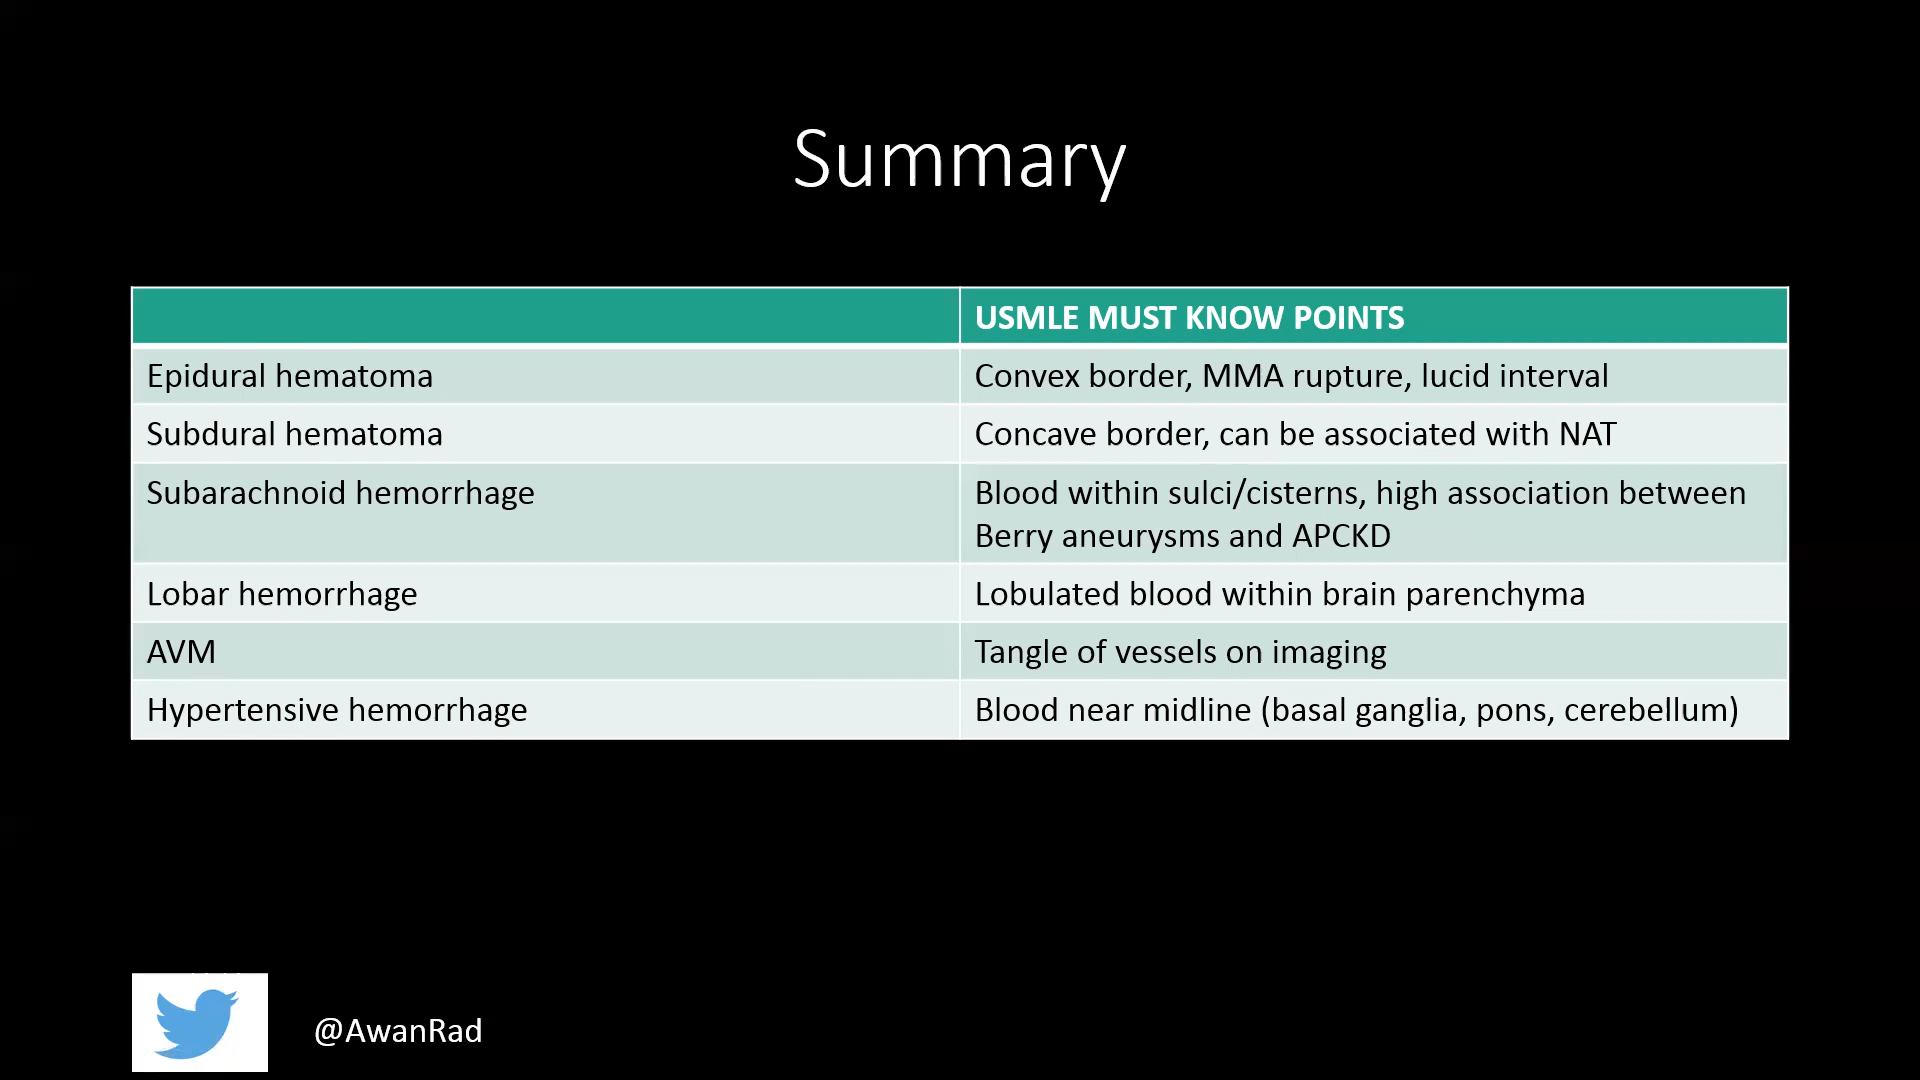 Summary
USMLE MUST KNOW POINTS
Epidural hematoma
Convex border, MMA rupture, lucid interval
Subdural hematoma
Concave border, can be associated with NAT
Subarachnoid hemorrhage
Blood within sulci/cisterns, high association between
Berry aneurysms and APCKD
Lobar hemorrhage
Lobulated blood within brain parenchyma
AVM
Tangle of vessels on imaging
Hypertensive hemorrhage
Blood near midline (basal ganglia, pons, cerebellum)
@AwanRad